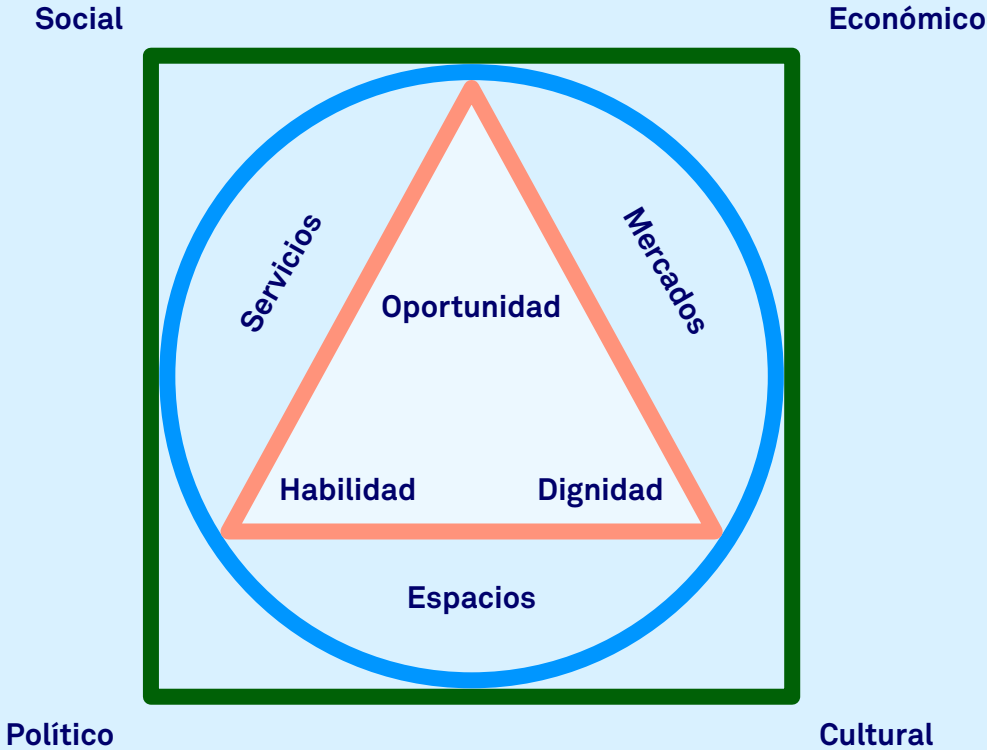 Social
Económico
Servicios
Mercados
Oportunidad
Habilidad
Dignidad
Espacios
Político
Cultural